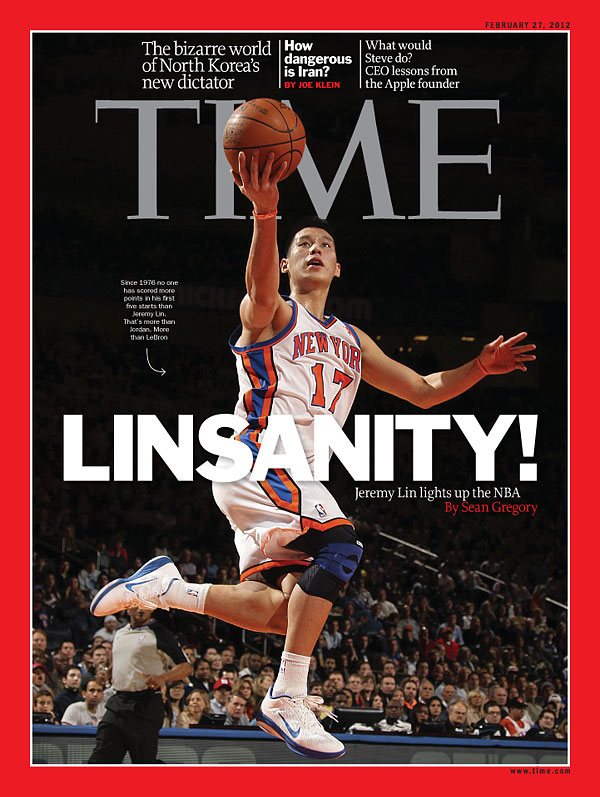 FEBRUARY 27, 2012
The bizarre world
of North Korea's
new dictator
How
dangerous
is Iran?
BY JOE KLEIN
What would
Steve do?
CEO lessons from
the Apple founder
TIME
Since 1976 no one
has scored more
points in his first
five starts than
Jeremy Lin.
That's more than
Jordan. More
than LeBron
NEW YORK
17
LINSANITY!
Jeremy Lin lights up the NBA
By Sean Gregory
www.time.com